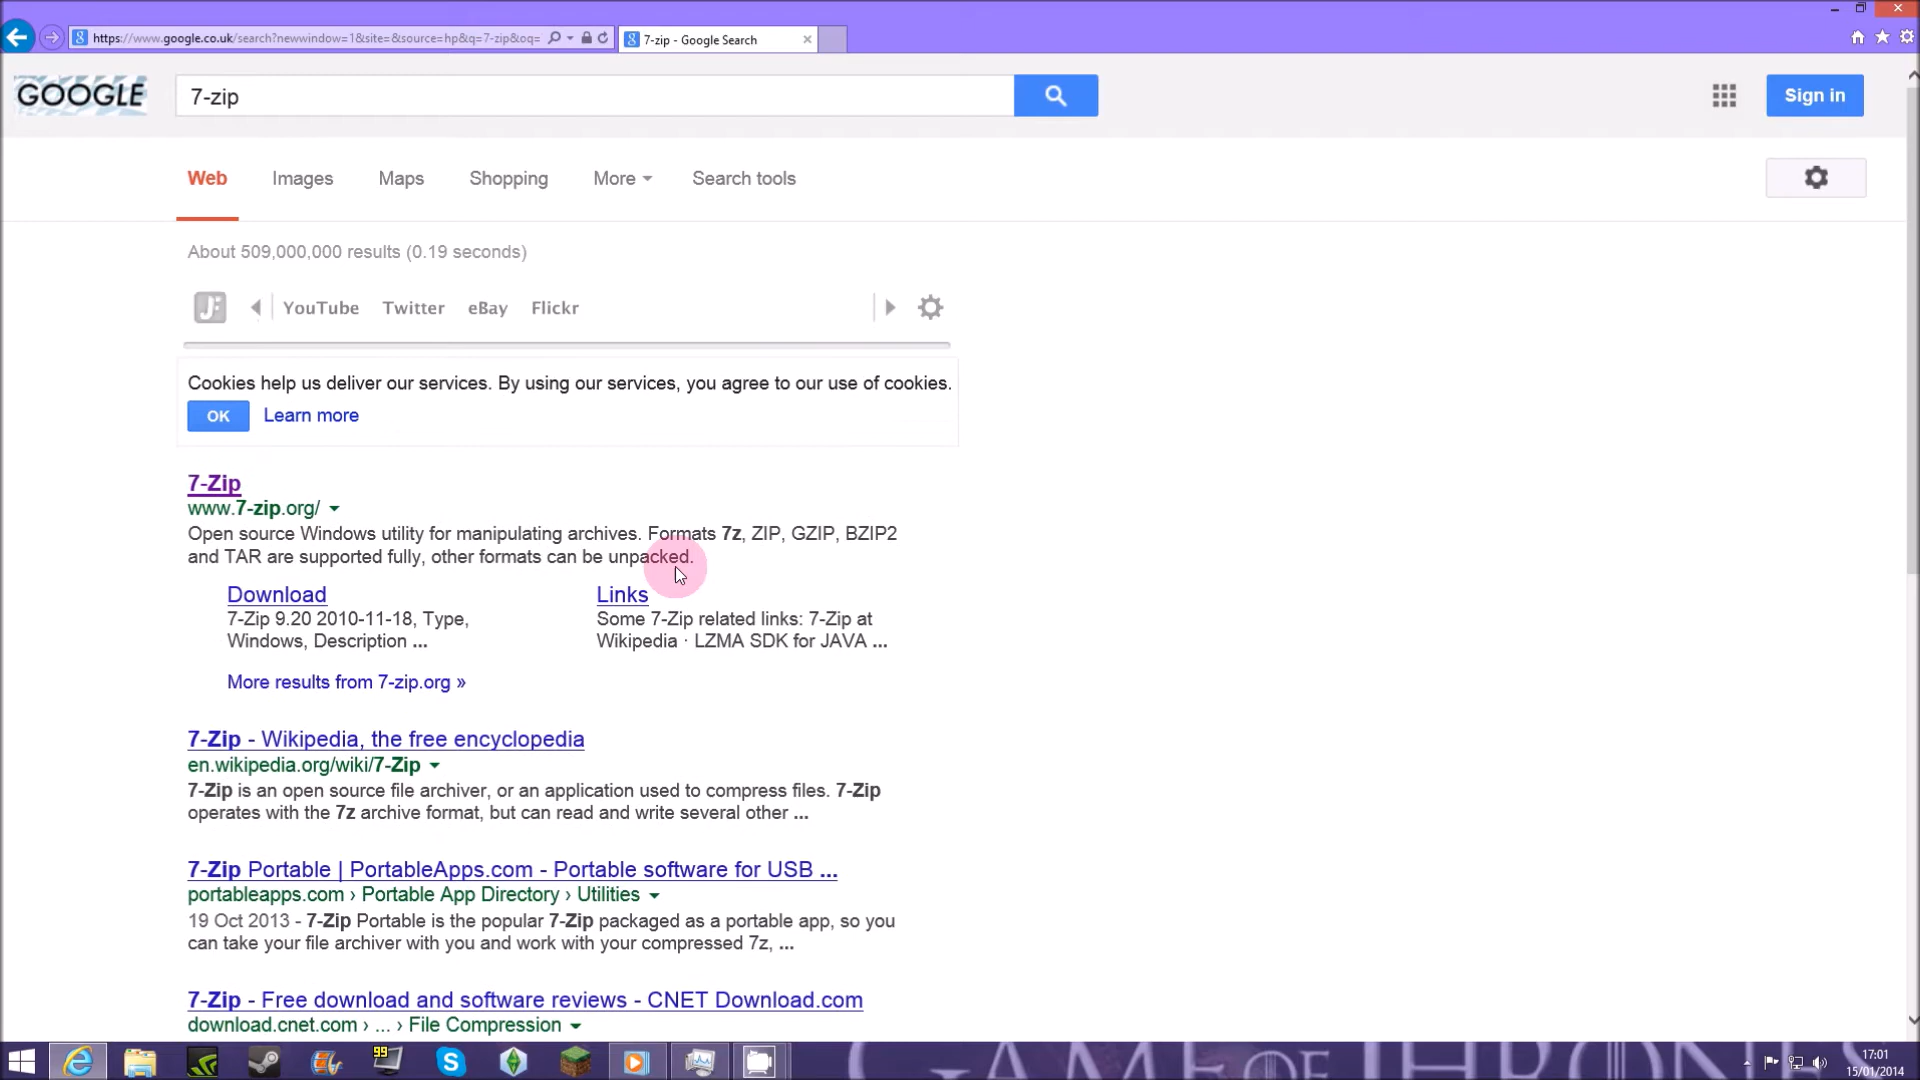 https://www.google.co.uk/search?newwindow=1&site=&source=hp&q=7-zip&oq=
7-zip - Google Search
GOOGLE
7-zip
Sign in
Web Images Maps Shopping More Search tools
About 509,000,000 results (0.19 seconds)
YouTube Twitter eBay Flickr
Cookies help us deliver our services. By using our services, you agree to our use of cookies.
OK Learn more
7-Zip
www.7-zip.org/
Open source Windows utility for manipulating archives. Formats 7z, ZIP, GZIP, BZIP2
and TAR are supported fully, other formats can be unpacked.
Download Links
7-Zip 9.20 2010-11-18, Type, Some 7-Zip related links: 7-Zip at
Windows, Description ... Wikipedia · LZMA SDK for JAVA ...
More results from 7-zip.org »
7-Zip - Wikipedia, the free encyclopedia
en.wikipedia.org/wiki/7-Zip
7-Zip is an open source file archiver, or an application used to compress files. 7-Zip
operates with the 7z archive format, but can read and write several other ...
7-Zip Portable | PortableApps.com - Portable software for USB ...
portableapps.com › Portable App Directory › Utilities
19 Oct 2013 - 7-Zip Portable is the popular 7-Zip packaged as a portable app, so you
can take your file archiver with you and work with your compressed 7z, ...
7-Zip - Free download and software reviews - CNET Download.com
download.cnet.com › ... › File Compression
99
GAME OF THRONES
17:01
15/01/2014